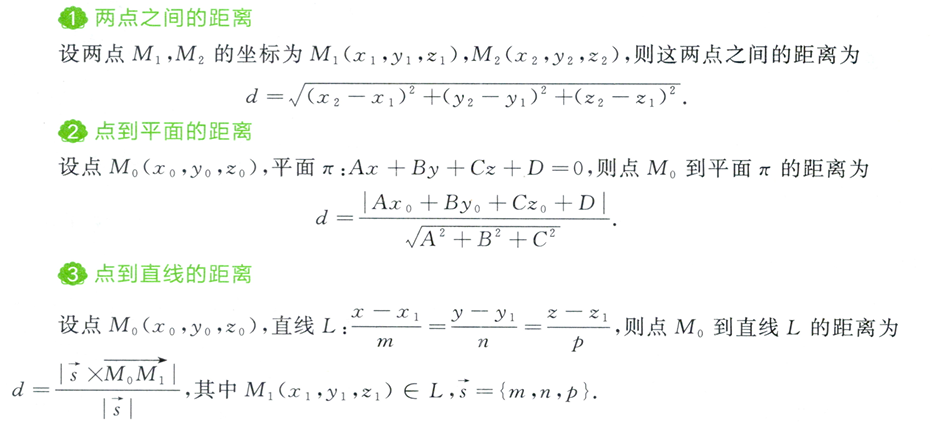 ① 两点之间的距离
设两点 M₁,M₂ 的坐标为 M₁(x₁,y₁,z₁),M₂(x₂,y₂,z₂),则这两点之间的距离为
d=√((x₂-x₁)²+(y₂-y₁)²+(z₂-z₁)²).
② 点到平面的距离
设点 M₀(x₀,y₀,z₀),平面 π:Ax+By+Cz+D=0,则点 M₀ 到平面 π 的距离为
d=|Ax₀+By₀+Cz₀+D|/√(A²+B²+C²).
③ 点到直线的距离
设点 M₀(x₀,y₀,z₀),直线 L:(x-x₁)/m=(y-y₁)/n=(z-z₁)/p,则点 M₀ 到直线 L 的距离为
d=|s⃗×M₀M₁⃗|/|s⃗|,其中 M₁(x₁,y₁,z₁)∈L,s⃗={m,n,p}.